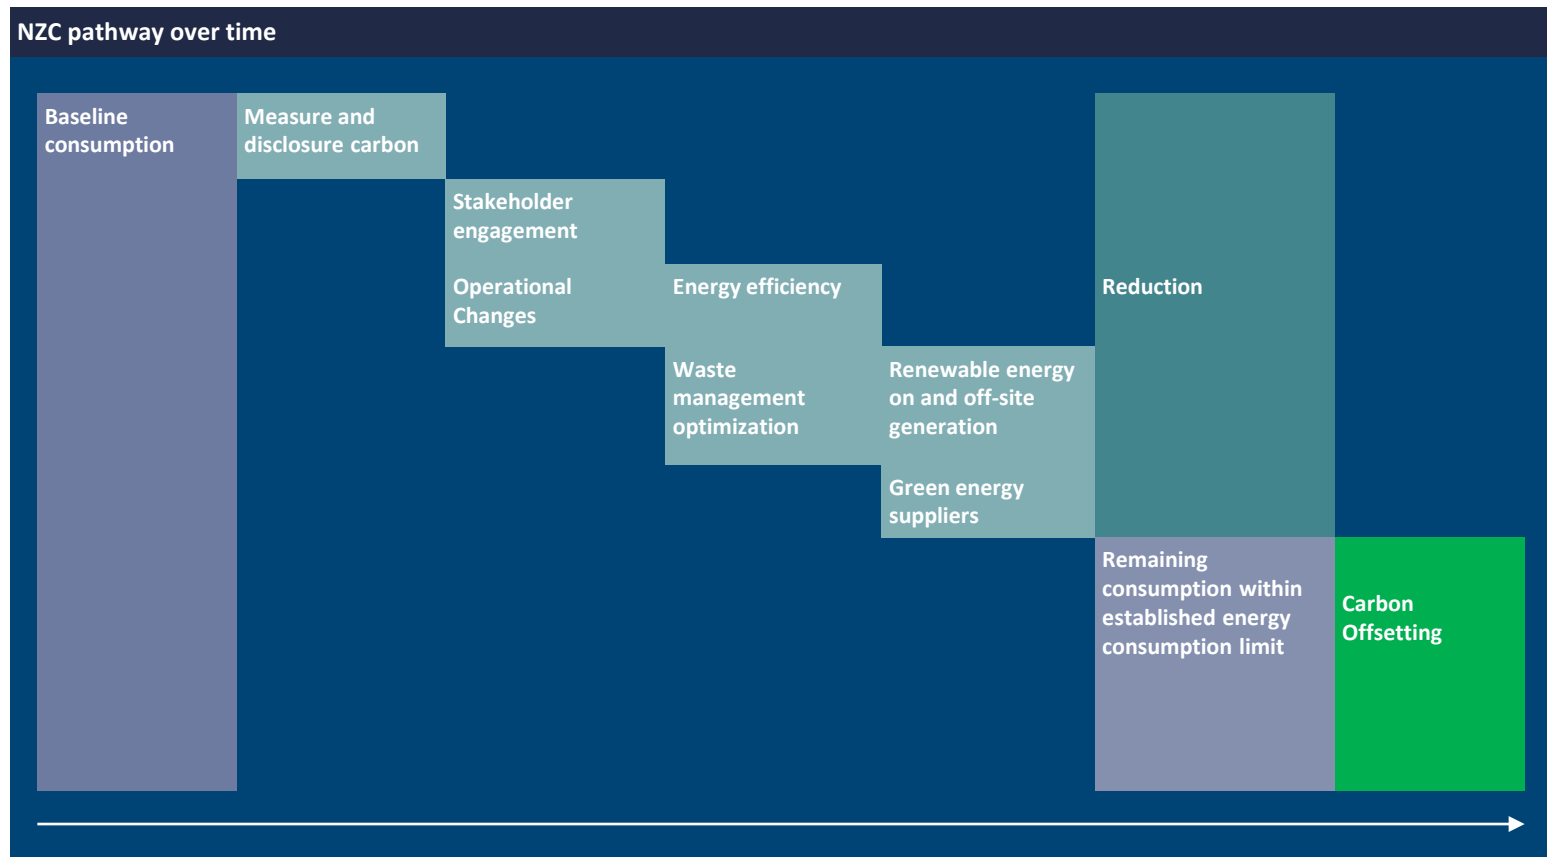 NZC pathway over time
Baseline
consumption
Measure and
disclosure carbon
Stakeholder
engagement
Operational
Changes
Energy efficiency
Waste
management
optimization
Renewable energy
on and off-site
generation
Green energy
suppliers
Reduction
Remaining
consumption within
established energy
consumption limit
Carbon
Offsetting